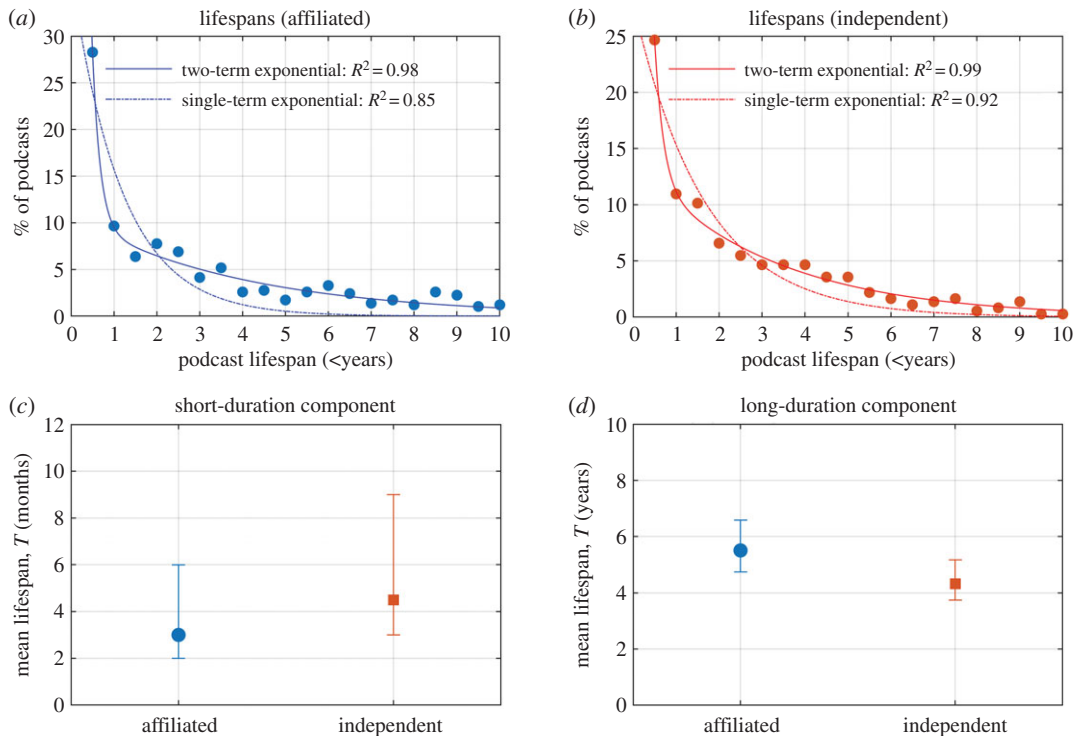 (a) lifespans (affiliated)
30
25
20
15
10
5
0
% of podcasts
two-term exponential: R² = 0.98
single-term exponential: R² = 0.85
0 1 2 3 4 5 6 7 8 9 10
podcast lifespan (<years)
(b) lifespans (independent)
25
20
15
10
5
0
% of podcasts
two-term exponential: R² = 0.99
single-term exponential: R² = 0.92
0 1 2 3 4 5 6 7 8 9 10
podcast lifespan (<years)
(c) short-duration component
12
10
8
6
4
2
0
mean lifespan, T (months)
affiliated independent
(d) long-duration component
10
8
6
4
2
0
mean lifespan, T (years)
affiliated independent